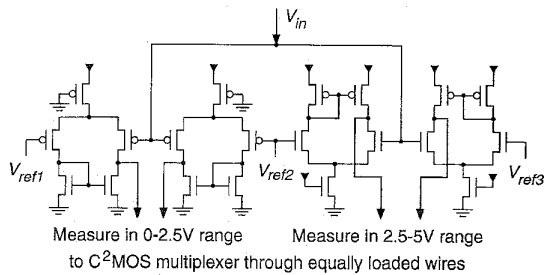 V_in
V_ref1
V_ref2
V_ref3
Measure in 0-2.5V range
Measure in 2.5-5V range
to C²MOS multiplexer through equally loaded wires